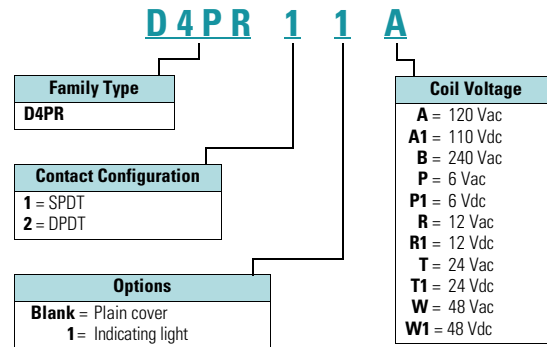 D4PR 1 1 A
Family Type
D4PR
Contact Configuration
1 = SPDT
2 = DPDT
Options
Blank = Plain cover
1 = Indicating light
Coil Voltage
A = 120 Vac
A1 = 110 Vdc
B = 240 Vac
P = 6 Vac
P1 = 6 Vdc
R = 12 Vac
R1 = 12 Vdc
T = 24 Vac
T1 = 24 Vdc
W = 48 Vac
W1 = 48 Vdc